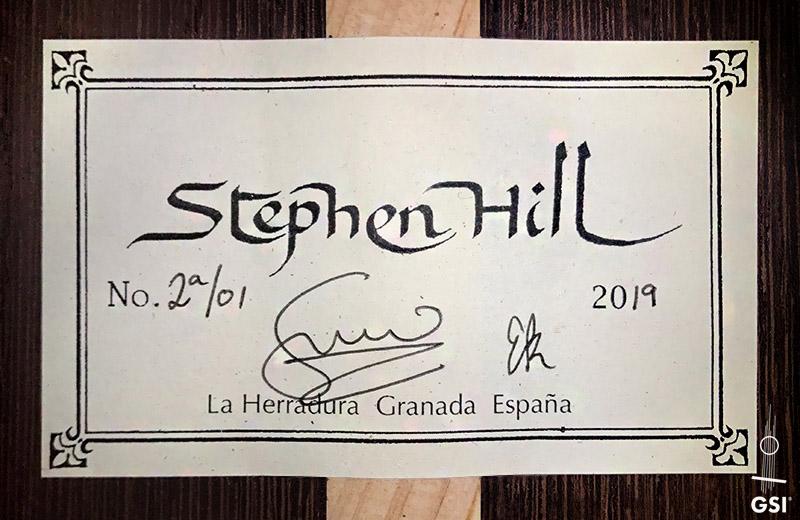 Stephen Hill
No. 2ª/01 2019
La Herradura Granada España
GSI